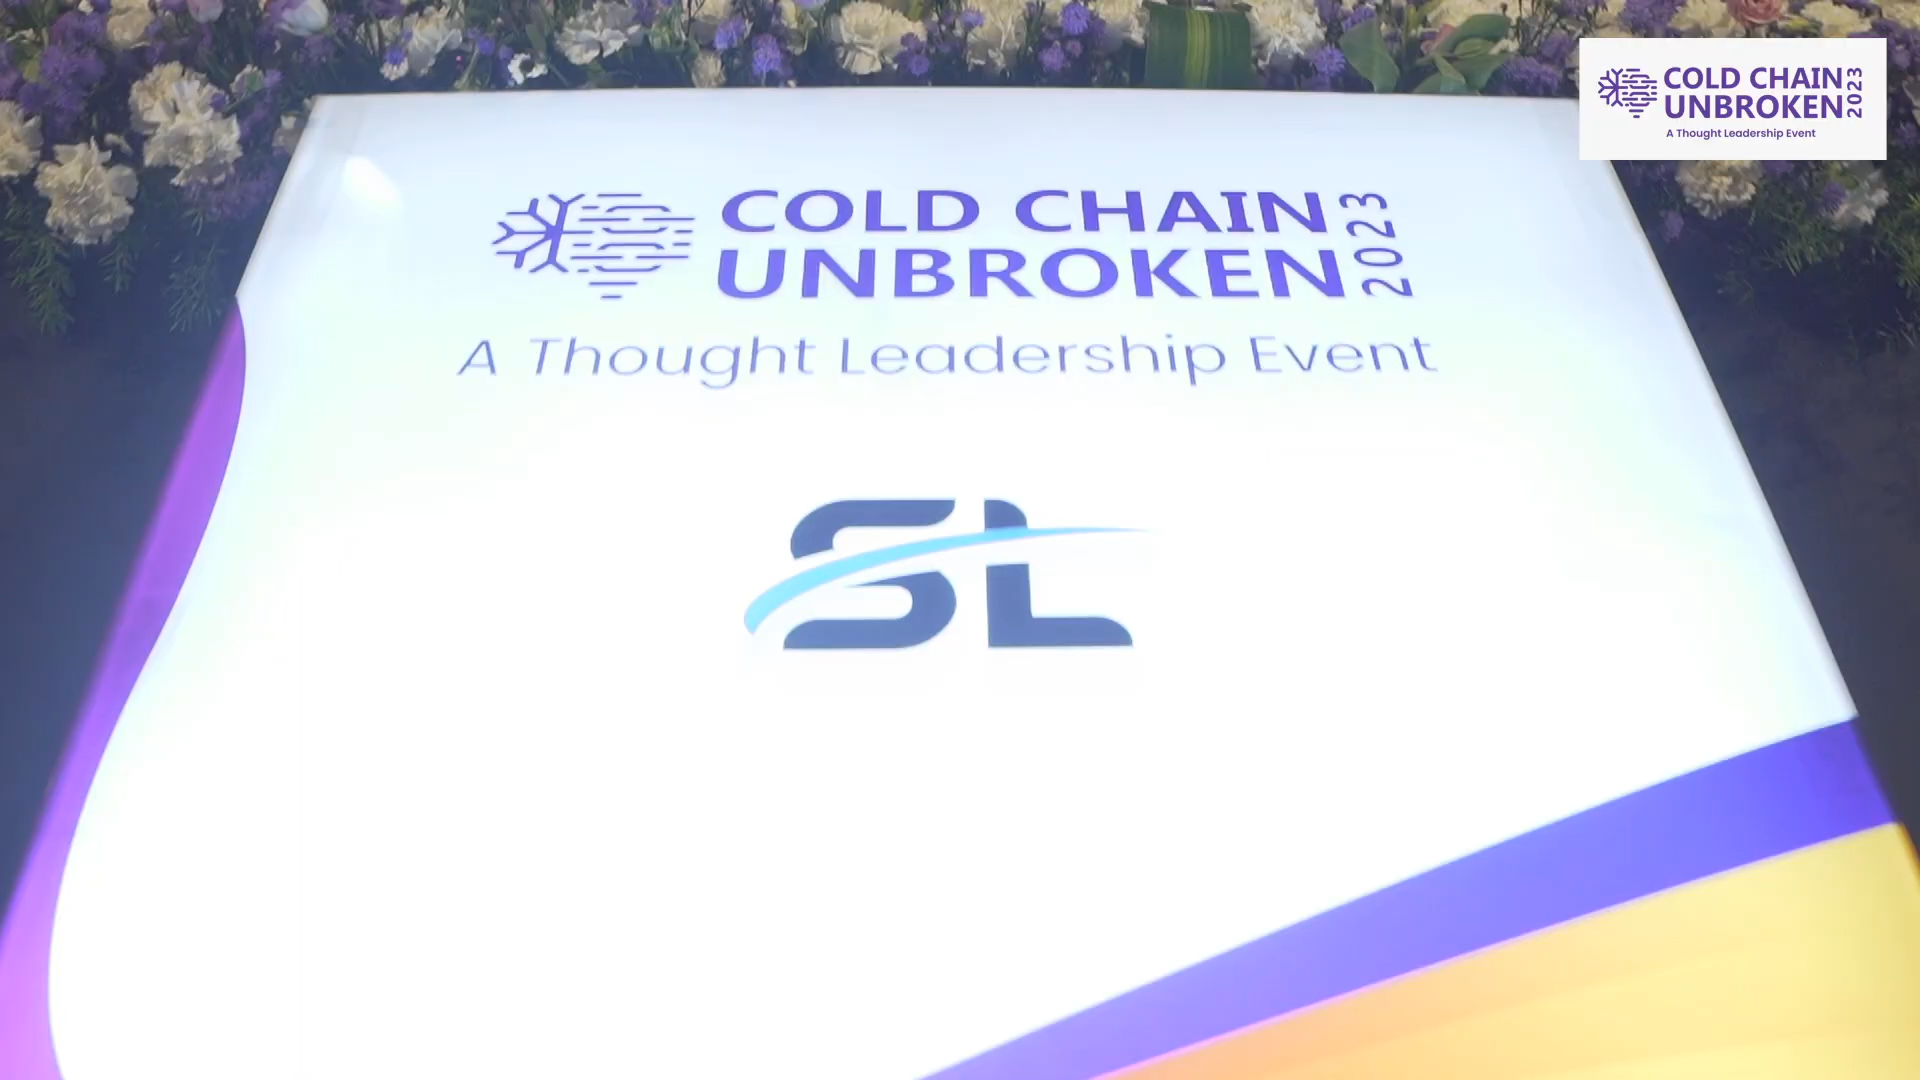 COLD CHAIN
UNBROKEN
2023
A Thought Leadership Event
SL
COLD CHAIN
UNBROKEN
2023
A Thought Leadership Event